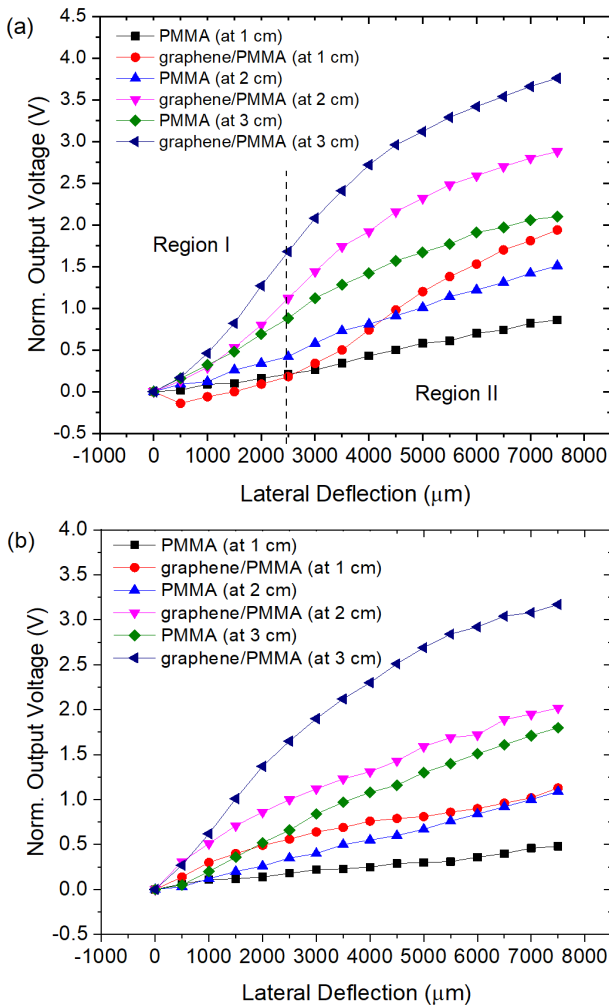 (a)
4.5
4.0
3.5
3.0
2.5
2.0
1.5
1.0
0.5
0.0
-0.5
Norm. Output Voltage (V)
PMMA (at 1 cm)
graphene/PMMA (at 1 cm)
PMMA (at 2 cm)
graphene/PMMA (at 2 cm)
PMMA (at 3 cm)
graphene/PMMA (at 3 cm)
Region I
Region II
-1000 0 1000 2000 3000 4000 5000 6000 7000 8000
Lateral Deflection (μm)
(b)
4.0
3.5
3.0
2.5
2.0
1.5
1.0
0.5
0.0
-0.5
Norm. Output Voltage (V)
PMMA (at 1 cm)
graphene/PMMA (at 1 cm)
PMMA (at 2 cm)
graphene/PMMA (at 2 cm)
PMMA (at 3 cm)
graphene/PMMA (at 3 cm)
-1000 0 1000 2000 3000 4000 5000 6000 7000 8000
Lateral Deflection (μm)